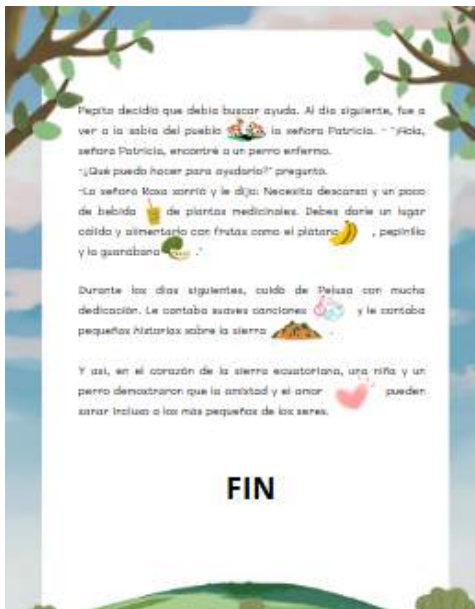 Pepita decidió que debía buscar ayuda. Al día siguiente, fue a
ver a la sabia del pueblo la señora Patricia. - "¡Hola,
señora Patricia, encontré a un perro enfermo.
-¿Qué puedo hacer para ayudarlo?" preguntó.
-La señora Rosa sonrió y le dijo: Necesita descanso y un poco
de bebida de plantas medicinales. Debes darle un lugar
cálido y alimentarlo con frutas como el plátano , pepinillo
y la guanábana ."
Durante los días siguientes, cuidó de Pelusa con mucha
dedicación. Le cantaba suaves canciones y le contaba
pequeñas historias sobre la sierra .
Y así, en el corazón de la sierra ecuatoriana, una niña y un
perro demostraron que la amistad y el amor pueden
sanar incluso a los más pequeños de los seres.
FIN